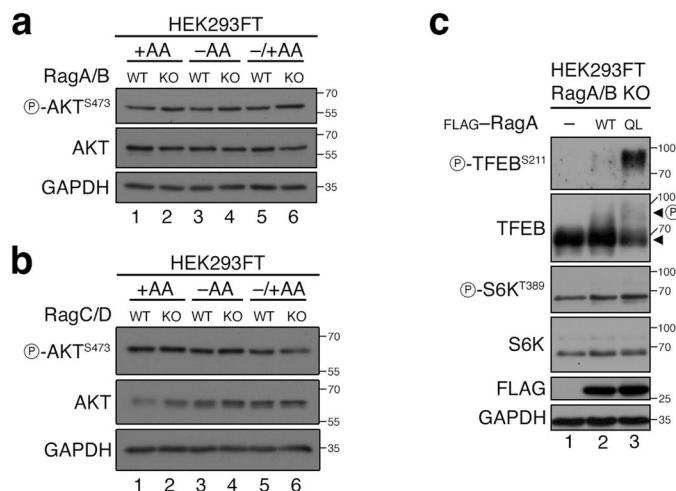 a
HEK293FT
+AA –AA –/+AA
RagA/B WT KO WT KO WT KO
Ⓟ-AKTS473
70
55
AKT
70
55
GAPDH
35
1 2 3 4 5 6
b
HEK293FT
+AA –AA –/+AA
RagC/D WT KO WT KO WT KO
Ⓟ-AKTS473
70
55
AKT
70
55
GAPDH
35
1 2 3 4 5 6
c
HEK293FT
RagA/B KO
FLAG–RagA – WT QL
Ⓟ-TFEBS211
100
70
TFEB
100
Ⓟ
70
Ⓟ-S6KT389
100
70
S6K
100
70
FLAG
25
GAPDH
35
1 2 3